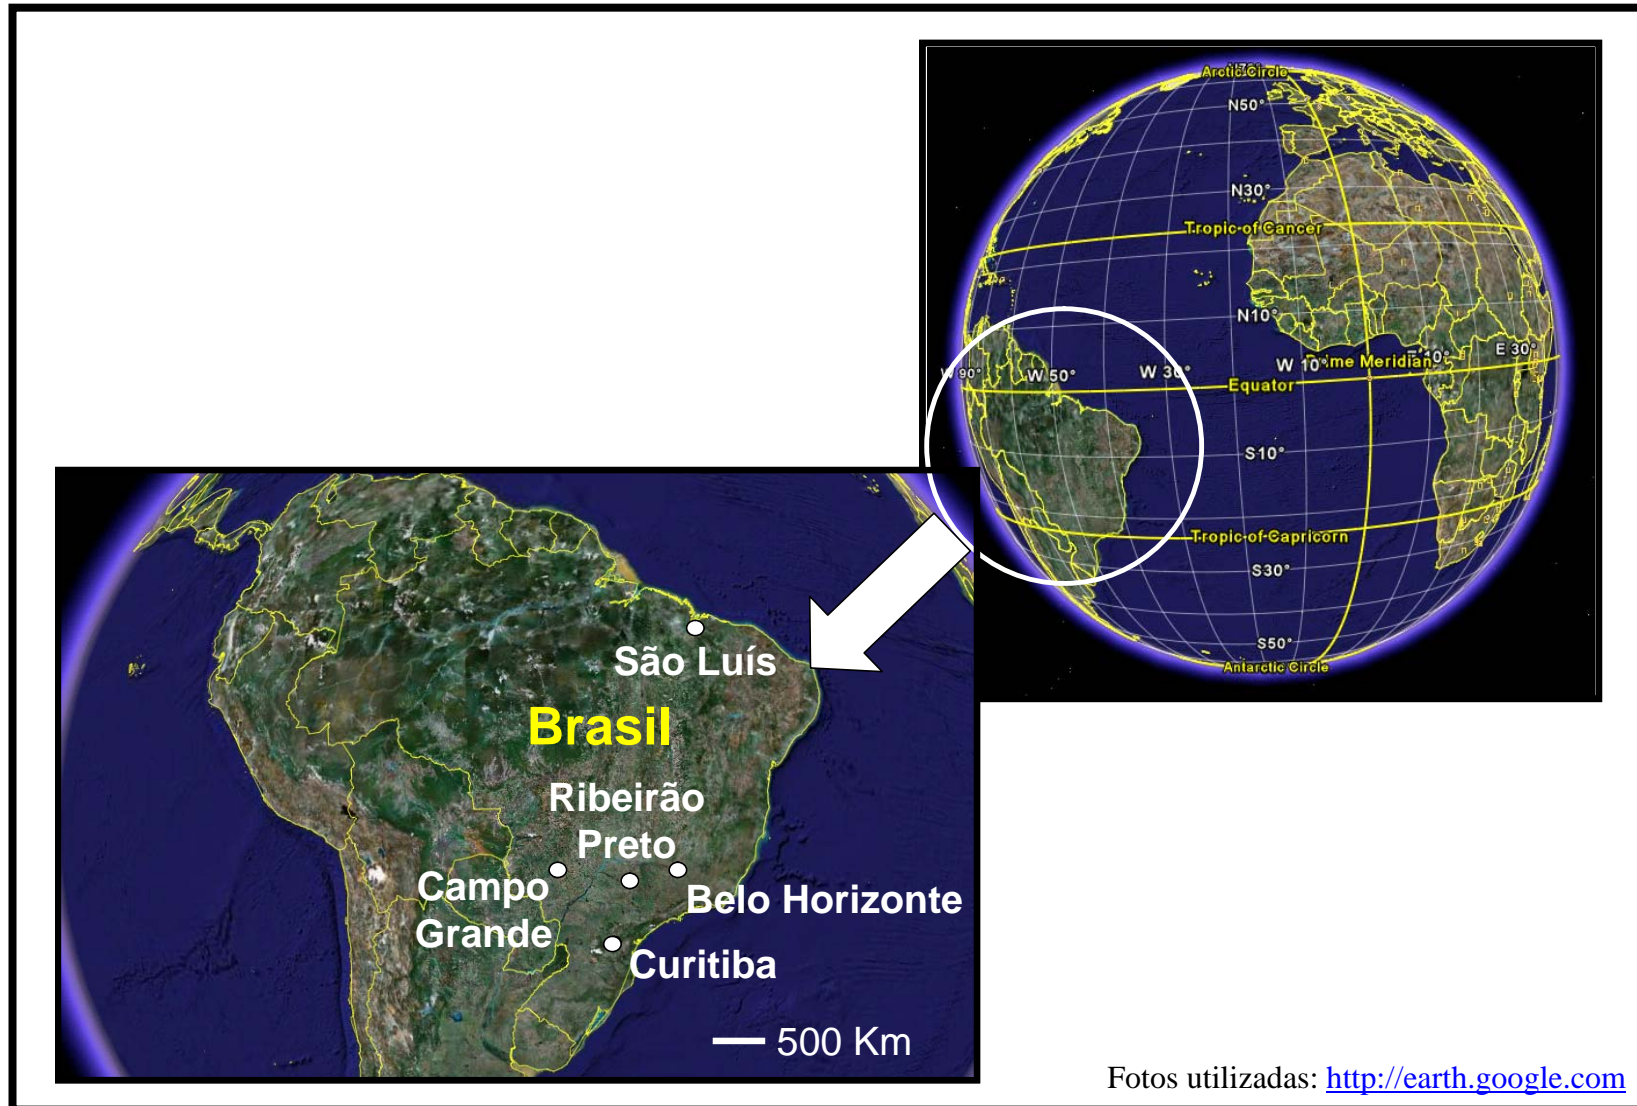 Arctic Circle
N50°
N30°
Tropic of Cancer
N10°
W 90°
W 50°
W 30°
W 10°
Prime Meridian
E 10°
E 30°
Equator
S10°
Tropic of Capricorn
S30°
S50°
Antarctic Circle
São Luís
Brasil
Ribeirão
Preto
Campo
Grande
Belo Horizonte
Curitiba
500 Km
Fotos utilizadas: http://earth.google.com